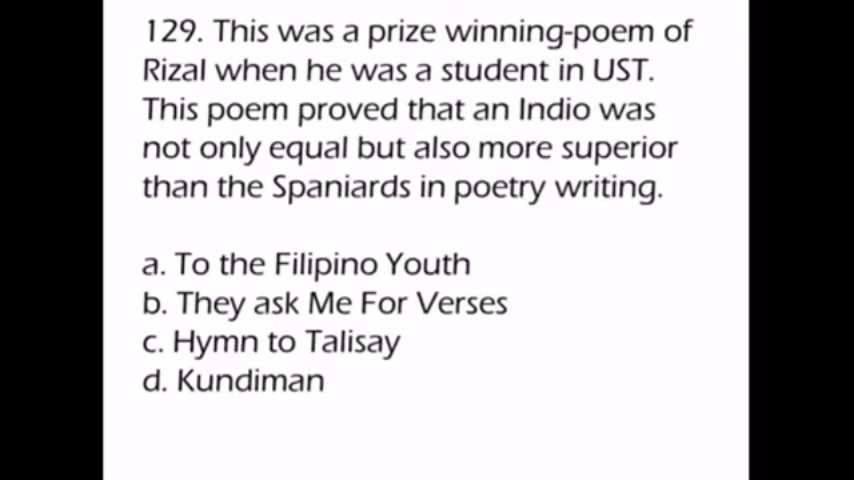 129. This was a prize winning-poem of
Rizal when he was a student in UST.
This poem proved that an Indio was
not only equal but also more superior
than the Spaniards in poetry writing.
a. To the Filipino Youth
b. They ask Me For Verses
c. Hymn to Talisay
d. Kundiman